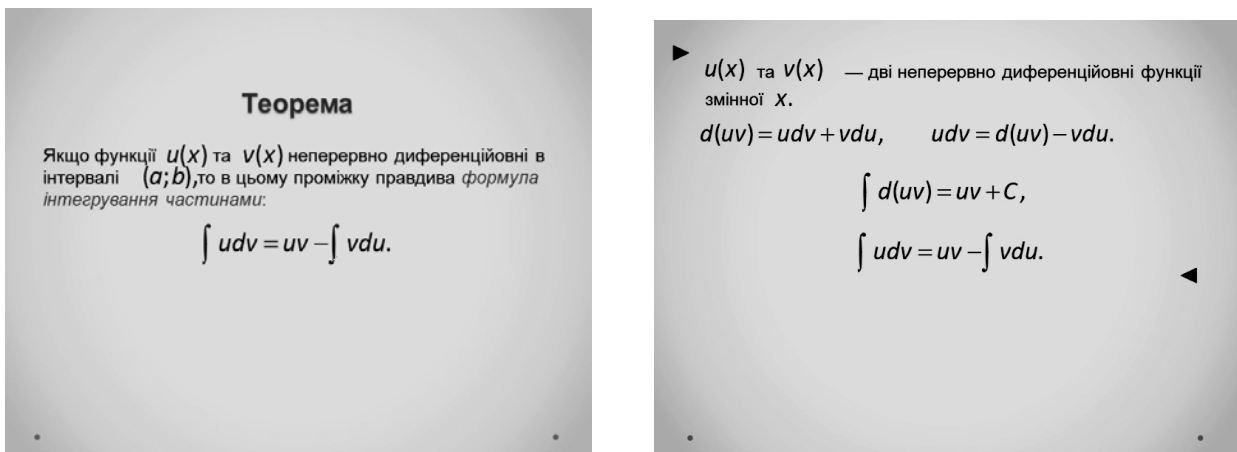 Теорема
Якщо функції u(x) та v(x) неперервно диференційовні в
інтервалі (a;b),то в цьому проміжку правдива формула
інтегрування частинами:
∫ udv = uv − ∫ vdu.
► u(x) та v(x) — дві неперервно диференційовні функції
змінної x.
d(uv) = udv + vdu, udv = d(uv) − vdu.
∫ d(uv) = uv + C,
∫ udv = uv − ∫ vdu.
◄